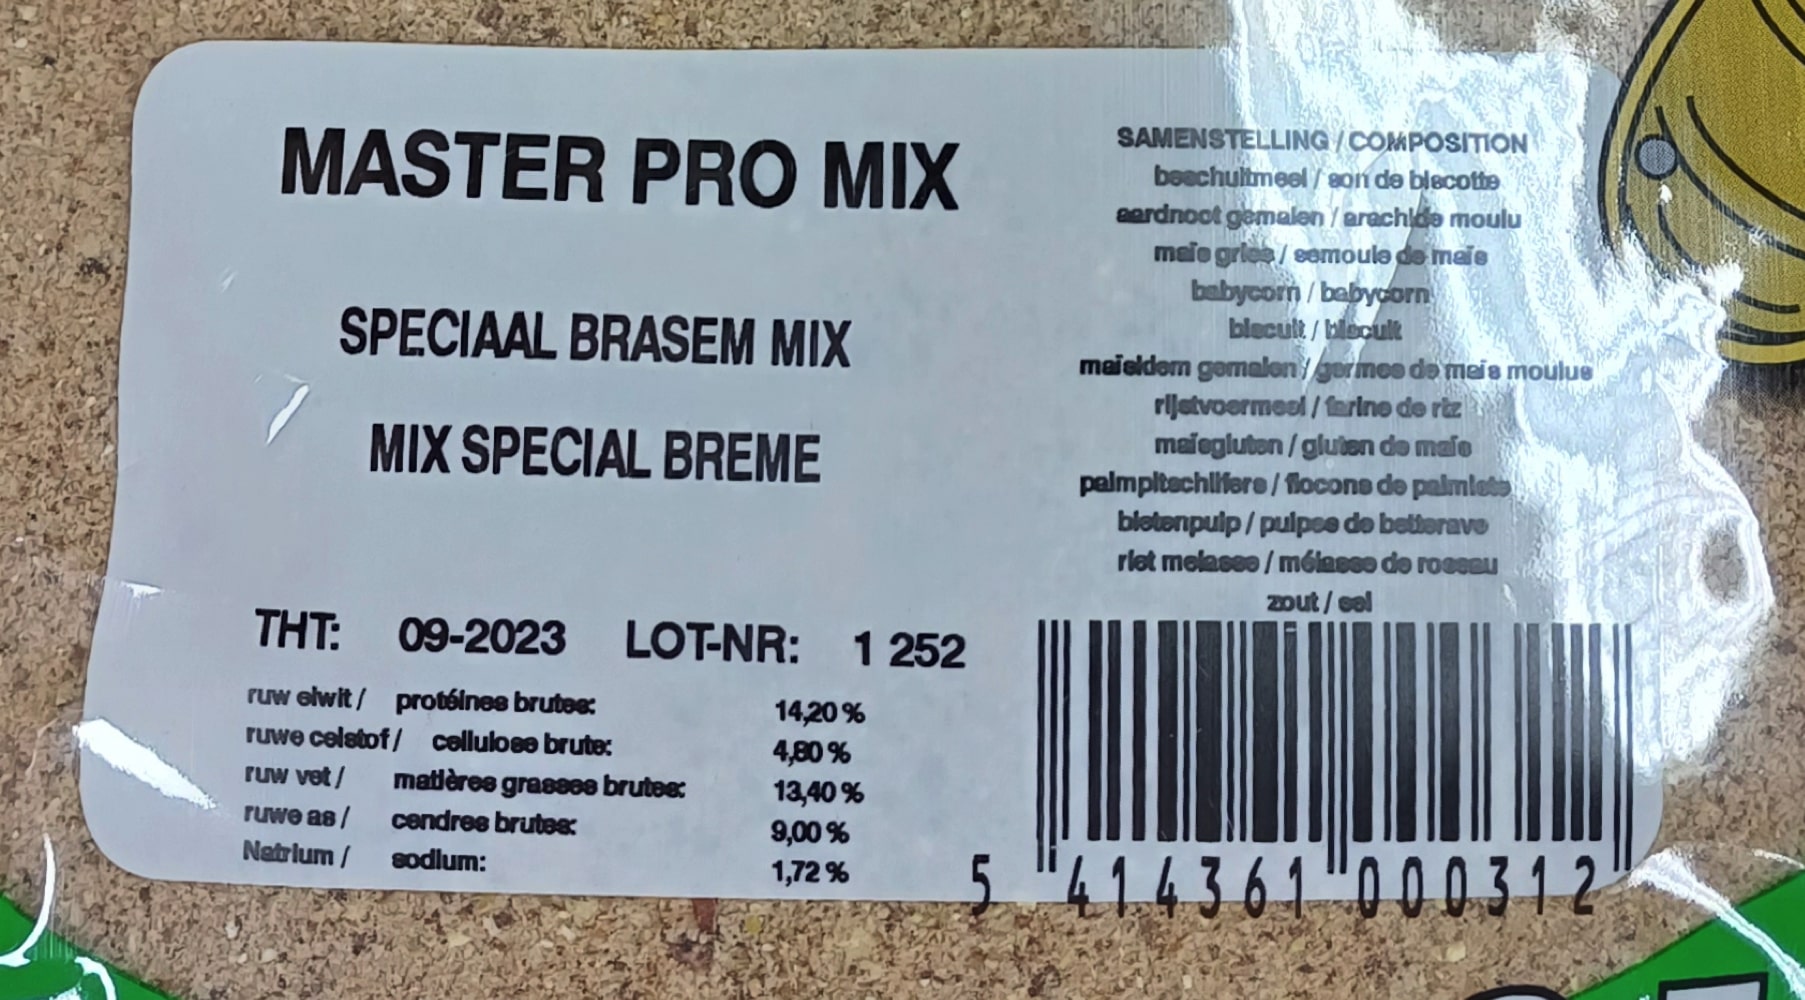 MASTER PRO MIX
SPECIAAL BRASEM MIX
MIX SPECIAL BREME
THT: 09-2023 LOT-NR: 1 252
ruw eiwit / protéines brutes: 14,20 %
ruwe celstof / cellulose brute: 4,80 %
ruw vet / matières grasses brutes: 13,40 %
ruwe as / cendres brutes: 9,00 %
Natrium / sodium: 1,72 %
SAMENSTELLING / COMPOSITION
beschuitmeel / son de biscotte
aardnoot gemalen / arachide moulu
maïs gries / semoule de maïs
babycorn / babycorn
biscuit / biscuit
maïskiem gemalen / germes de maïs moulus
rijstvoermeel / farine de riz
maïsgluten / gluten de maïs
palmpitschilfers / flocons de palmiste
bietenpulp / pulpes de betterave
riet melasse / mélasse de roseau
zout / sel
5 414361 000312